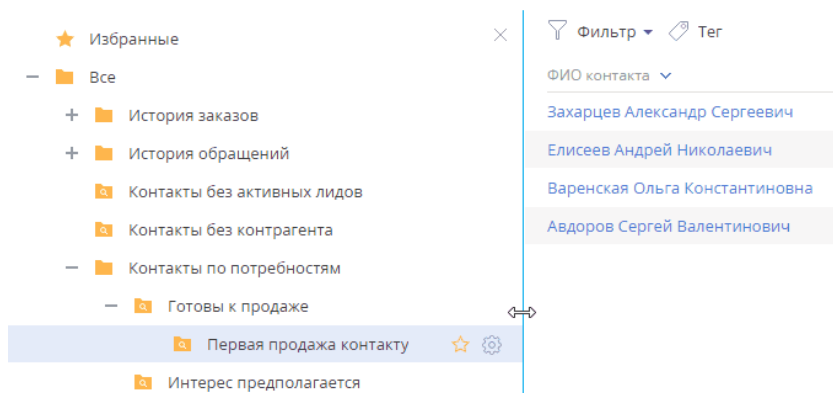 Избранные
Все
История заказов
История обращений
Контакты без активных лидов
Контакты без контрагента
Контакты по потребностям
Готовы к продаже
Первая продажа контакту
Интерес предполагается
Фильтр Тег
ФИО контакта
Захарцев Александр Сергеевич
Елисеев Андрей Николаевич
Варенская Ольга Константиновна
Авдоров Сергей Валентинович